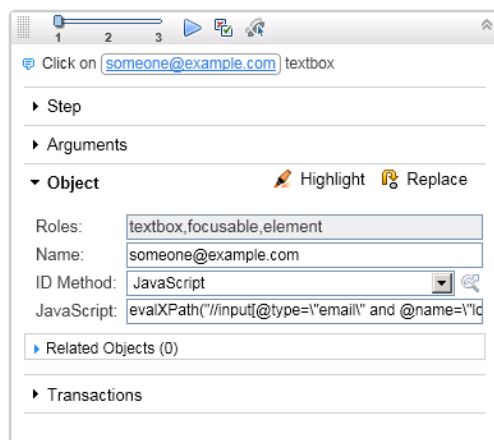 1 2 3
Click on someone@example.com textbox
Step
Arguments
Object Highlight Replace
Roles: textbox,focusable,element
Name: someone@example.com
ID Method: JavaScript
JavaScript: evalXPath("//input[@type=\"email\" and @name=\"lo
Related Objects (0)
Transactions